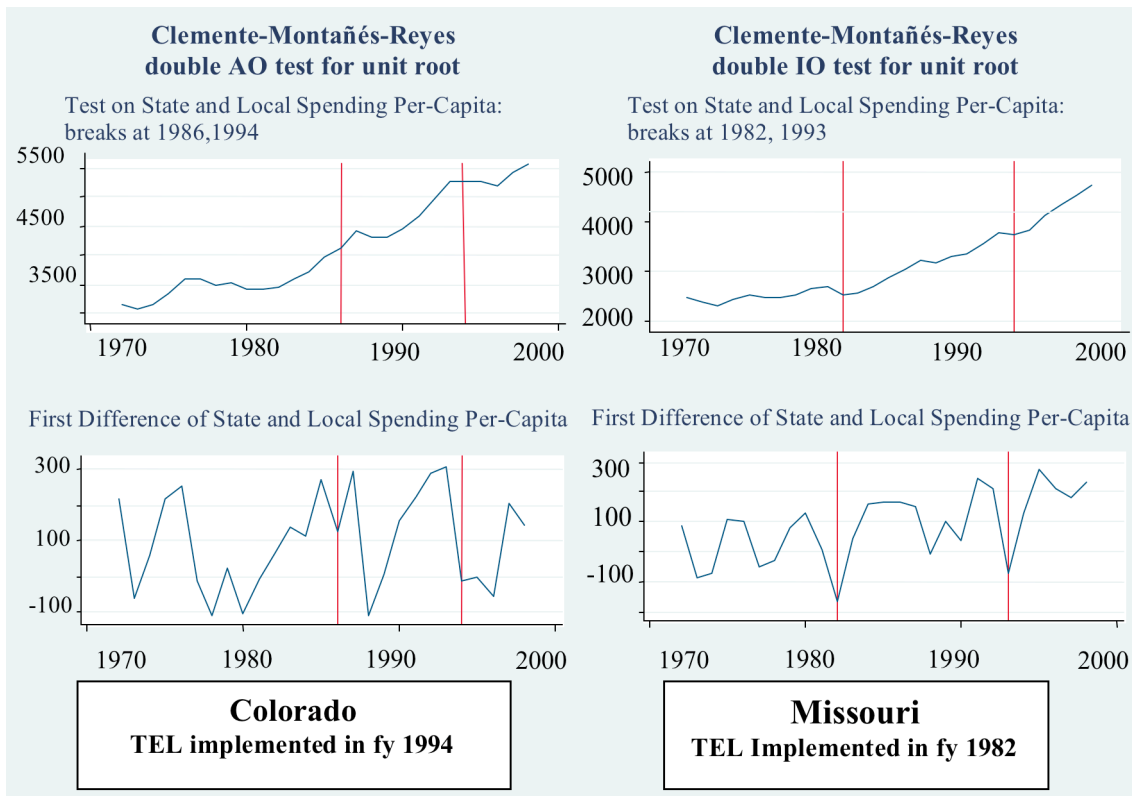 Clemente-Montañés-Reyes
double AO test for unit root
Test on State and Local Spending Per-Capita:
breaks at 1986,1994
5500
4500
3500
1970 1980 1990 2000
First Difference of State and Local Spending Per-Capita
300
100
-100
1970 1980 1990 2000
Colorado
TEL implemented in fy 1994
Clemente-Montañés-Reyes
double IO test for unit root
Test on State and Local Spending Per-Capita:
breaks at 1982, 1993
5000
4000
3000
2000
1970 1980 1990 2000
First Difference of State and Local Spending Per-Capita
300
100
-100
1970 1980 1990 2000
Missouri
TEL Implemented in fy 1982